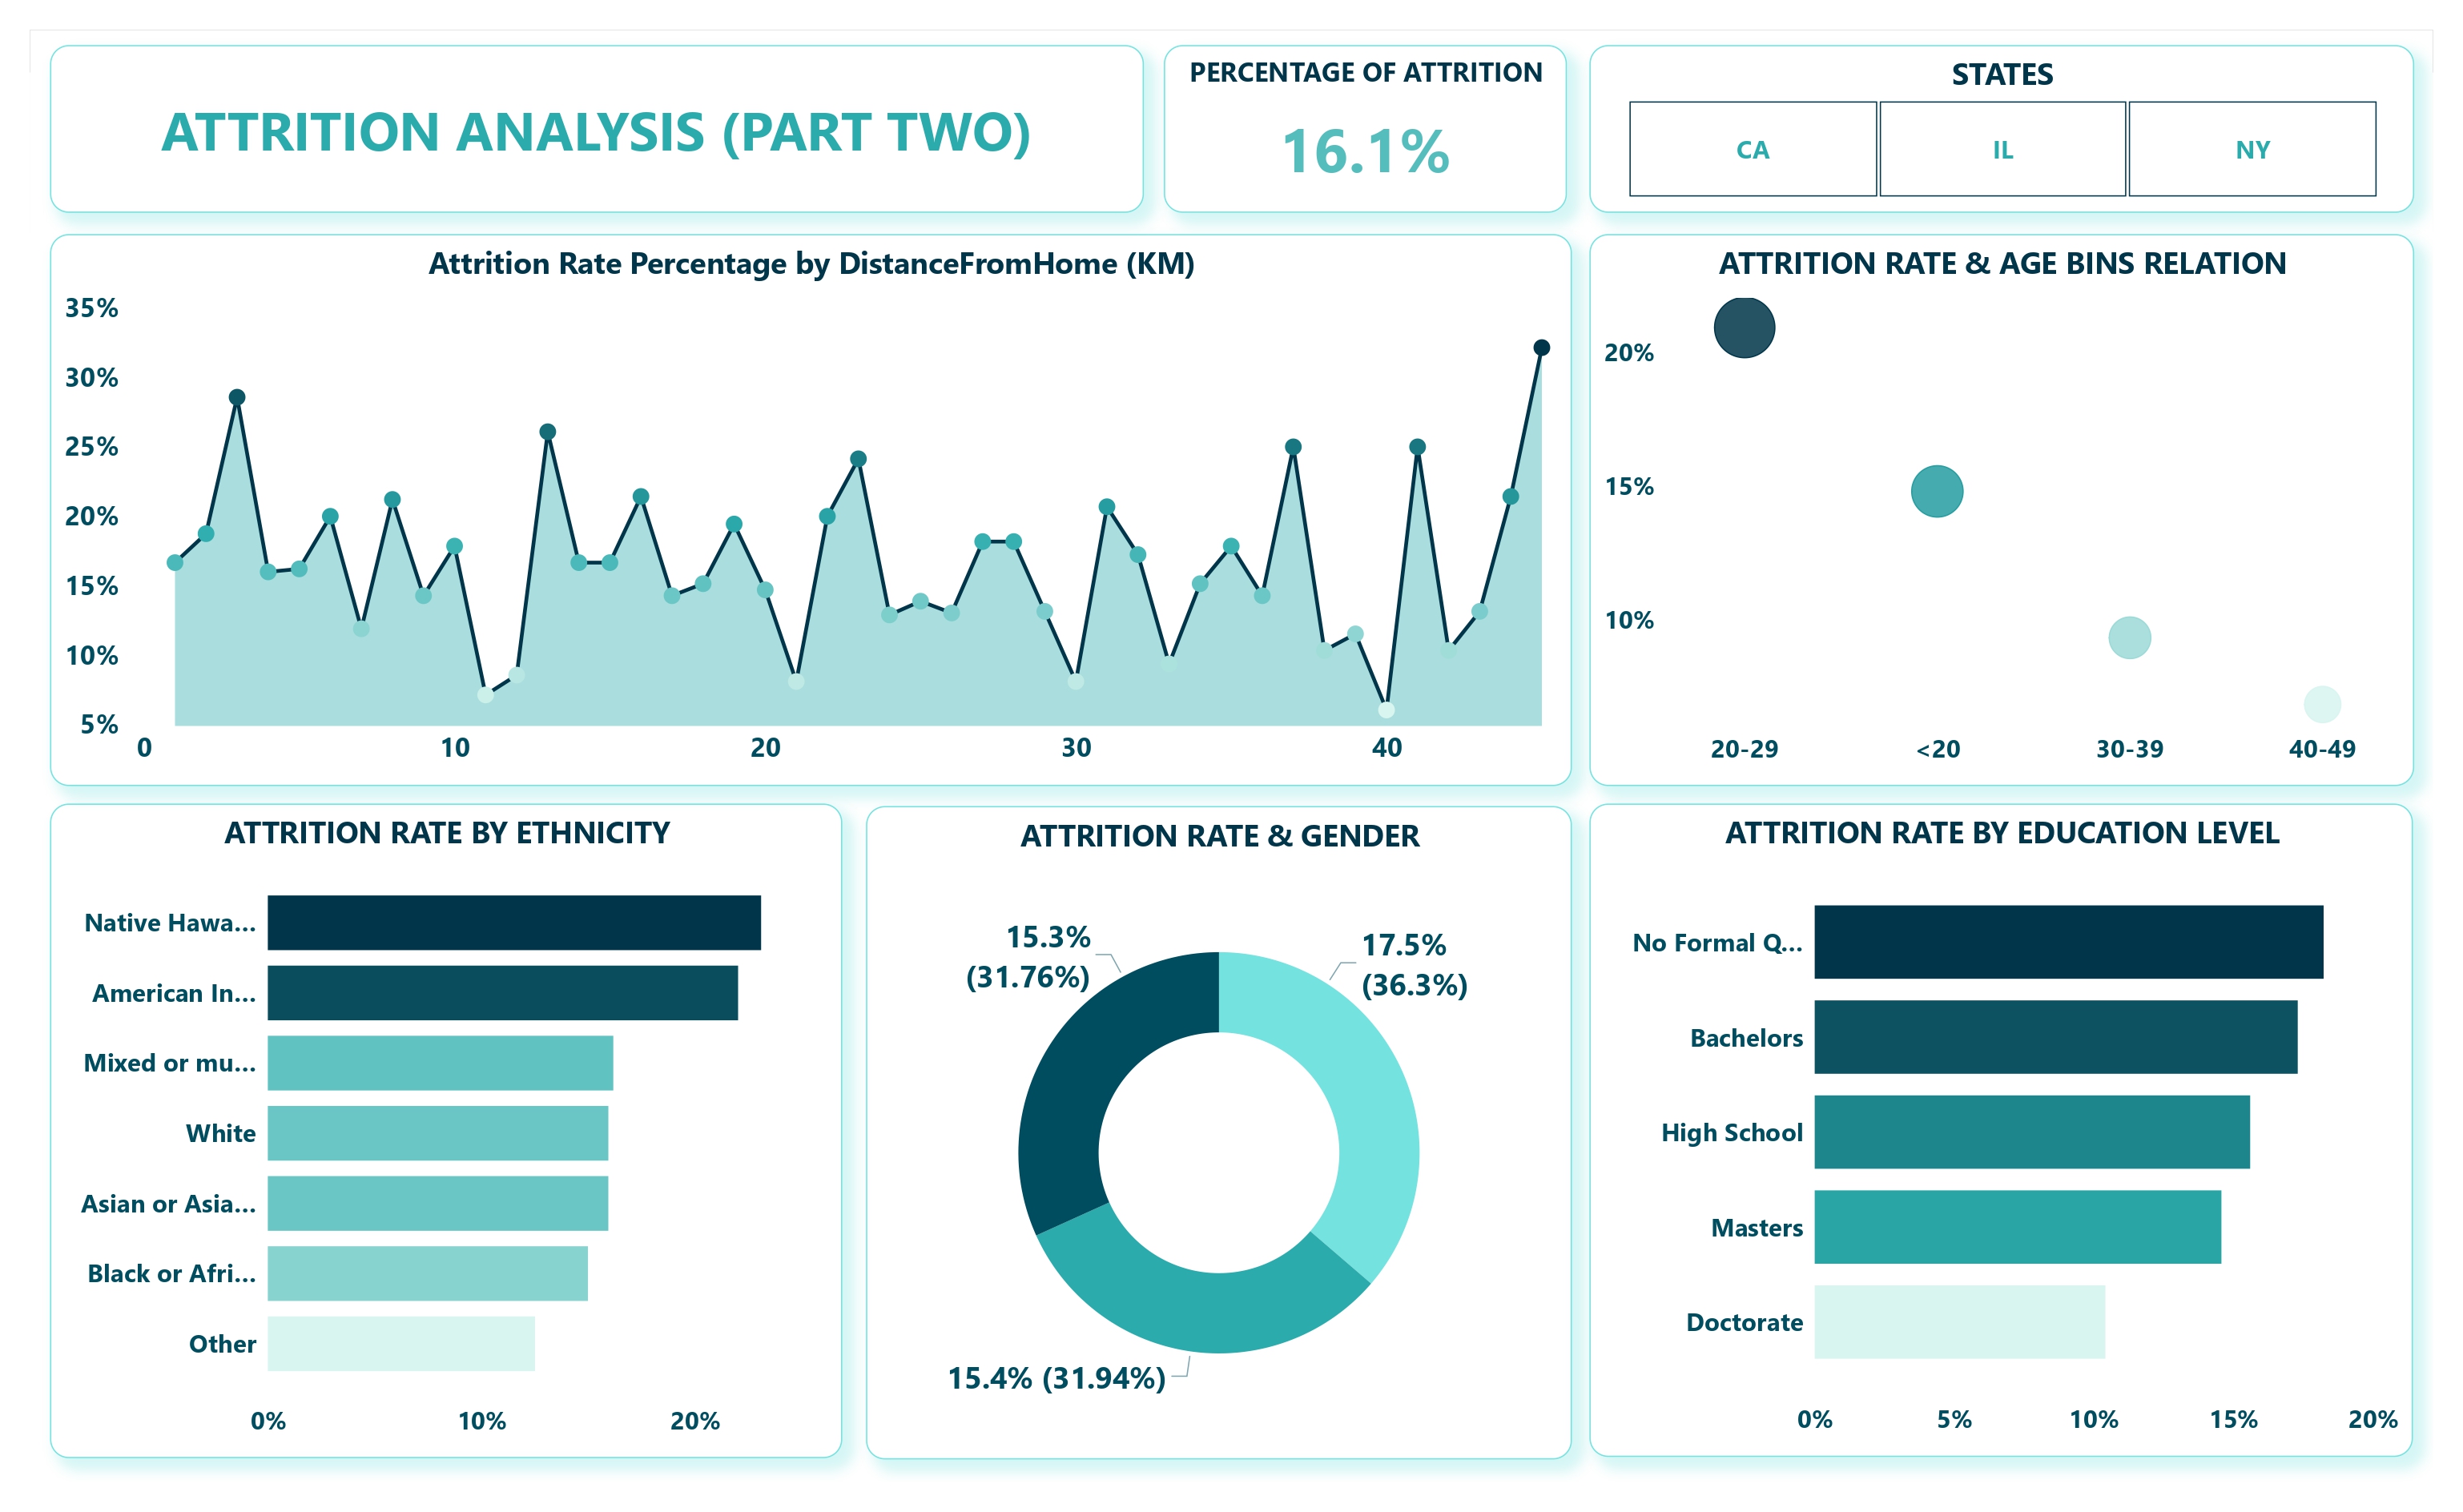 ATTRITION ANALYSIS (PART TWO)
PERCENTAGE OF ATTRITION
16.1%
STATES
CA
IL
NY
Attrition Rate Percentage by DistanceFromHome (KM)
35%
30%
25%
20%
15%
10%
5%
0
10
20
30
40
ATTRITION RATE & AGE BINS RELATION
20%
15%
10%
20-29
<20
30-39
40-49
ATTRITION RATE BY ETHNICITY
Native Hawa...
American In...
Mixed or mu...
White
Asian or Asia...
Black or Afri...
Other
0%
10%
20%
ATTRITION RATE & GENDER
15.3%
(31.76%)
17.5%
(36.3%)
15.4% (31.94%)
ATTRITION RATE BY EDUCATION LEVEL
No Formal Q...
Bachelors
High School
Masters
Doctorate
0%
5%
10%
15%
20%